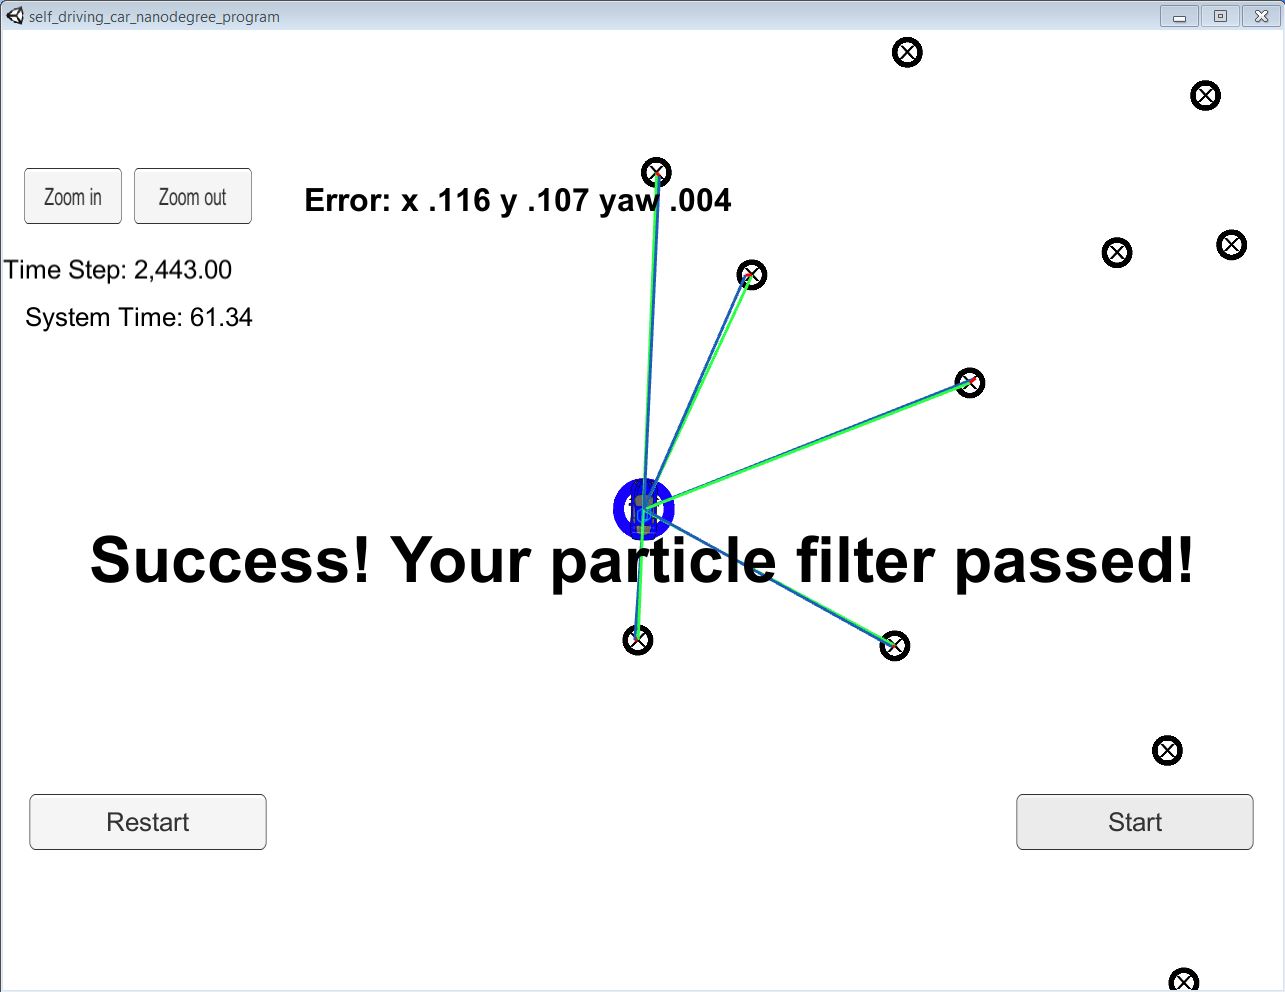 self_driving_car_nanodegree_program
Zoom in
Zoom out
Error: x .116 y .107 yaw .004
Time Step: 2,443.00
System Time: 61.34
Success! Your particle filter passed!
Restart
Start